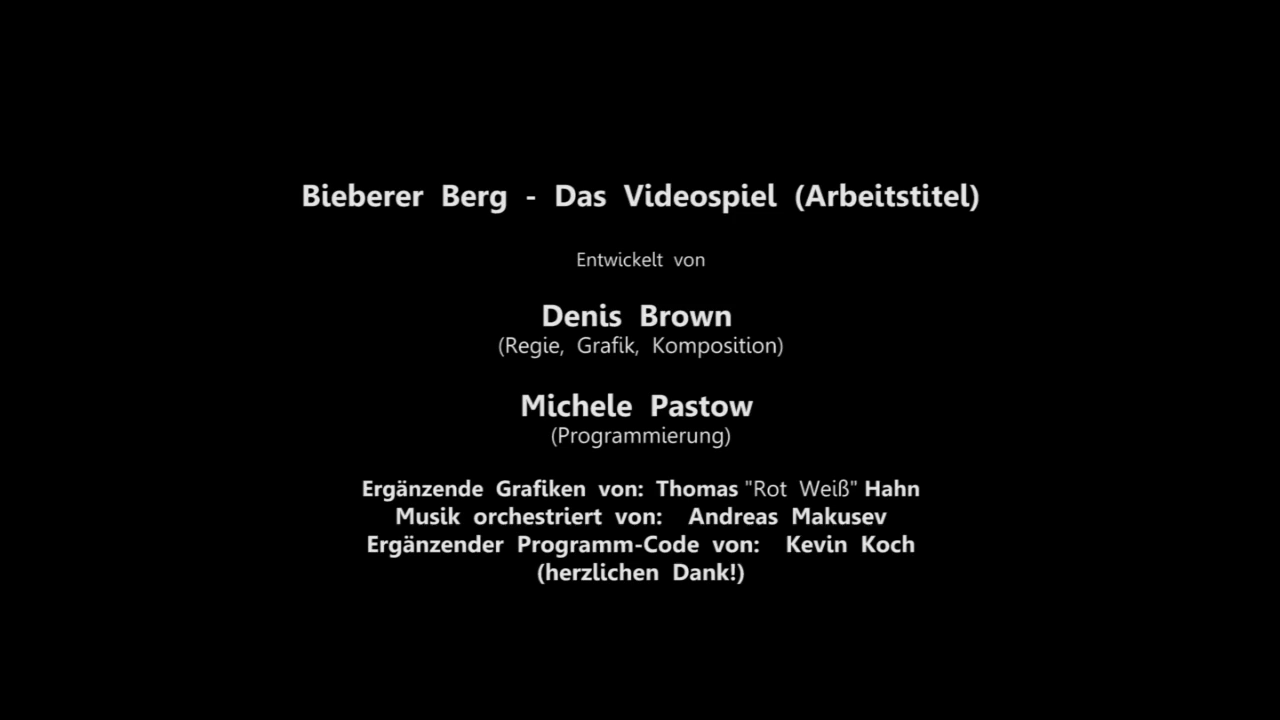 Bieberer Berg - Das Videospiel (Arbeitstitel)
Entwickelt von
Denis Brown
(Regie, Grafik, Komposition)
Michele Pastow
(Programmierung)
Ergänzende Grafiken von: Thomas "Rot Weiß" Hahn
Musik orchestriert von: Andreas Makusev
Ergänzender Programm-Code von: Kevin Koch
(herzlichen Dank!)